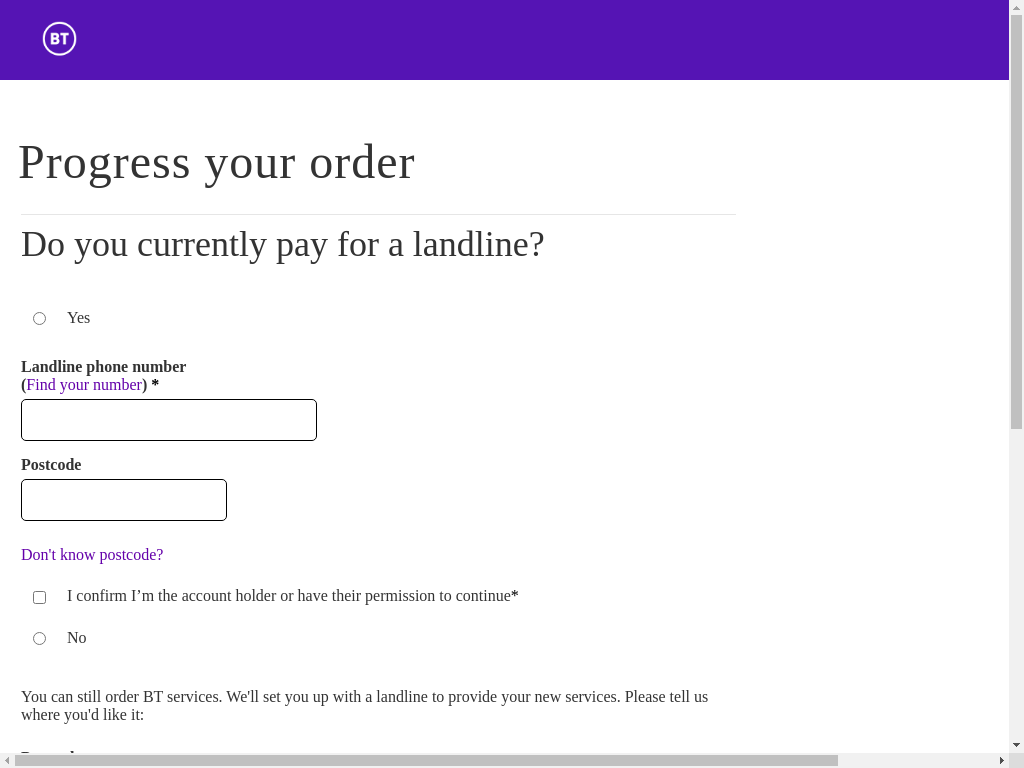 BT
Progress your order
Do you currently pay for a landline?
Yes
Landline phone number
(Find your number) *
Postcode
Don't know postcode?
I confirm I’m the account holder or have their permission to continue*
No
You can still order BT services. We'll set you up with a landline to provide your new services. Please tell us
where you'd like it: